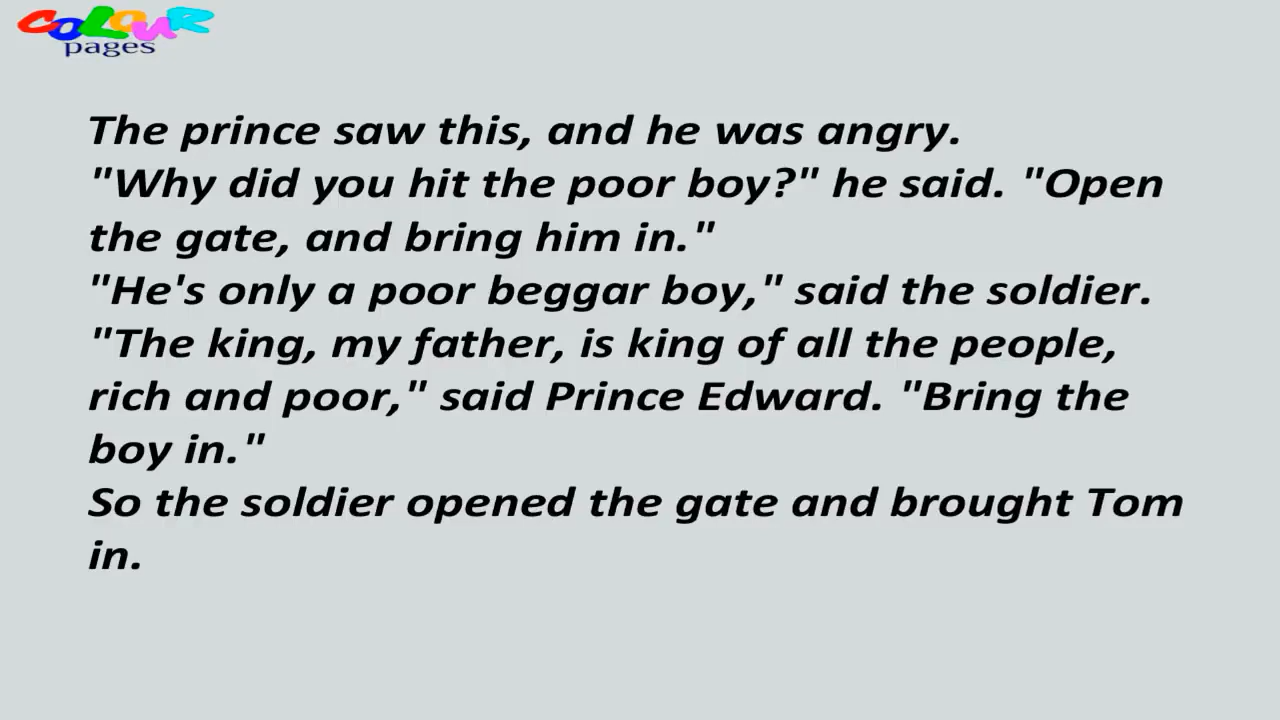 COLOUR
pages
The prince saw this, and he was angry.
"Why did you hit the poor boy?" he said. "Open
the gate, and bring him in."
"He's only a poor beggar boy," said the soldier.
"The king, my father, is king of all the people,
rich and poor," said Prince Edward. "Bring the
boy in."
So the soldier opened the gate and brought Tom
in.